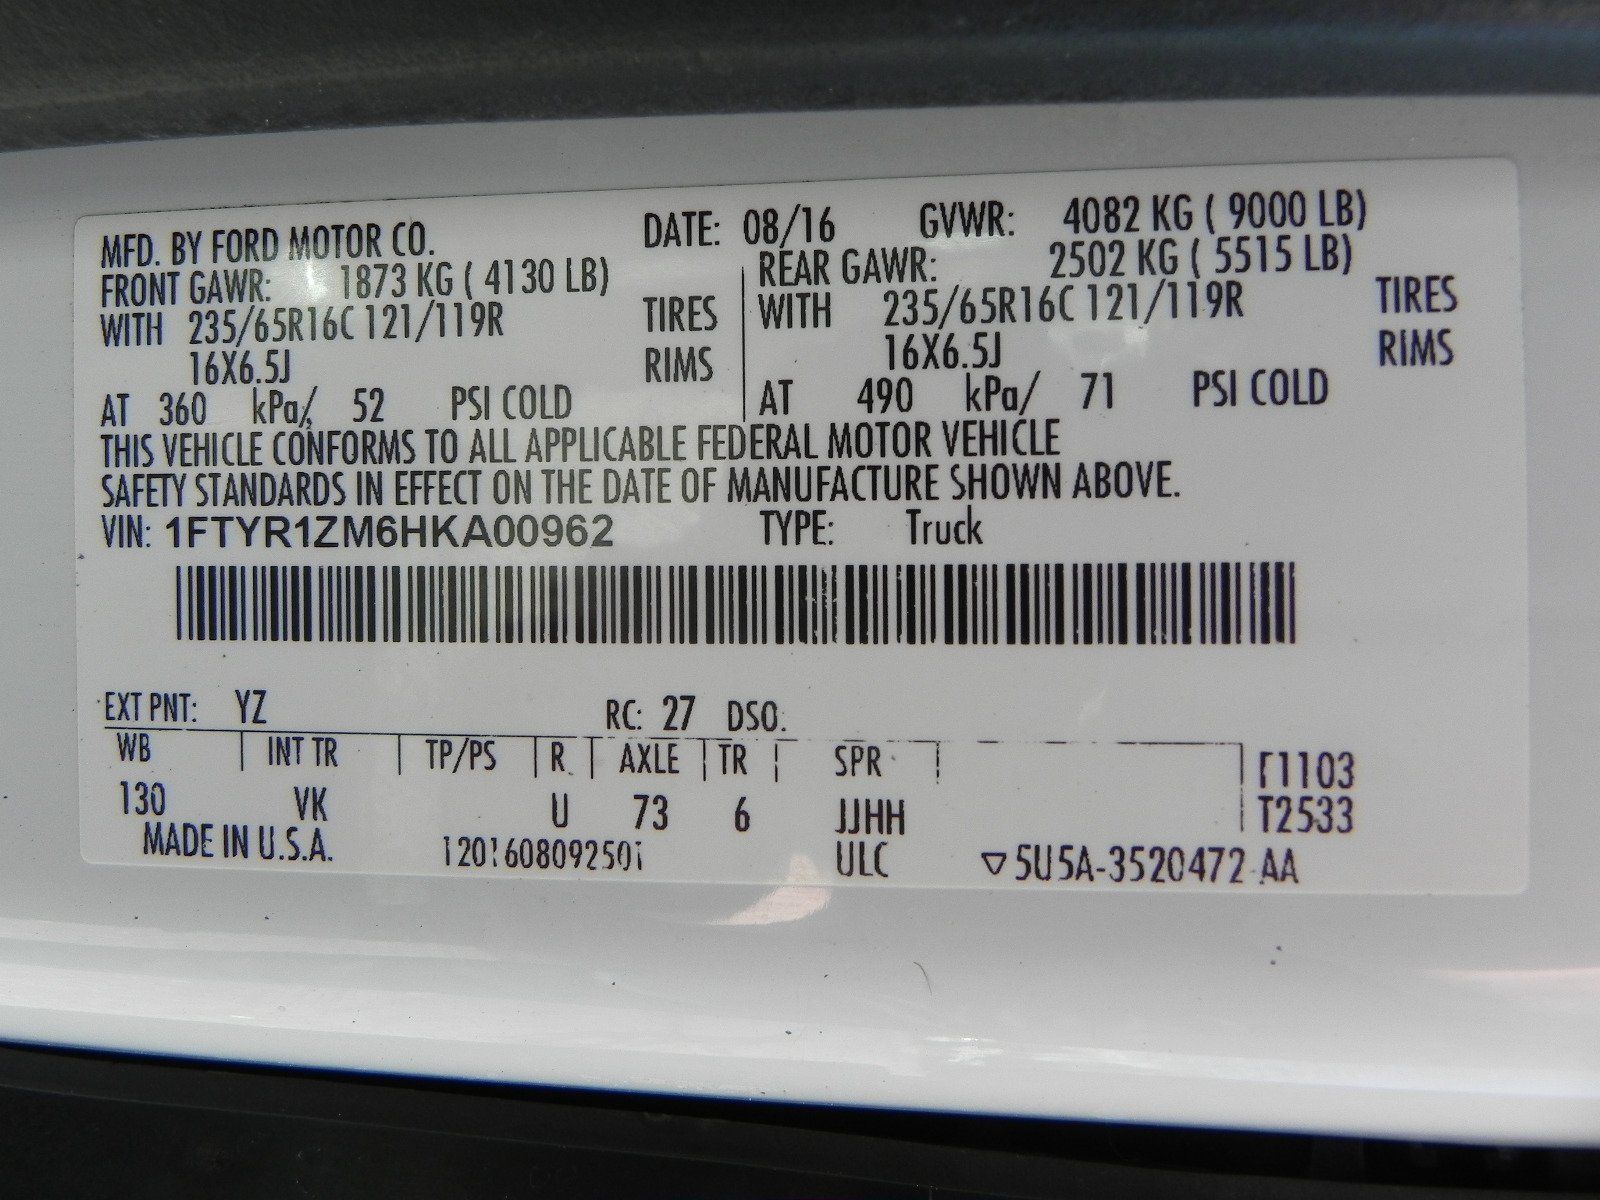 MFD. BY FORD MOTOR CO. DATE: 08/16 GVWR: 4082 KG ( 9000 LB)
FRONT GAWR: 1873 KG ( 4130 LB) REAR GAWR: 2502 KG ( 5515 LB)
WITH 235/65R16C 121/119R TIRES WITH 235/65R16C 121/119R TIRES
16X6.5J RIMS 16X6.5J RIMS
AT 360 kPa/ 52 PSI COLD AT 490 kPa/ 71 PSI COLD
THIS VEHICLE CONFORMS TO ALL APPLICABLE FEDERAL MOTOR VEHICLE
SAFETY STANDARDS IN EFFECT ON THE DATE OF MANUFACTURE SHOWN ABOVE.
VIN: 1FTYR1ZM6HKA00962 TYPE: Truck
EXT PNT: YZ RC: 27 DSO:
WB INT TR TP/PS R AXLE TR SPR T1103
130 VK U 73 6 JJHH T2533
MADE IN U.S.A. 1201608092501 ULC ▽5U5A-3520472-AA